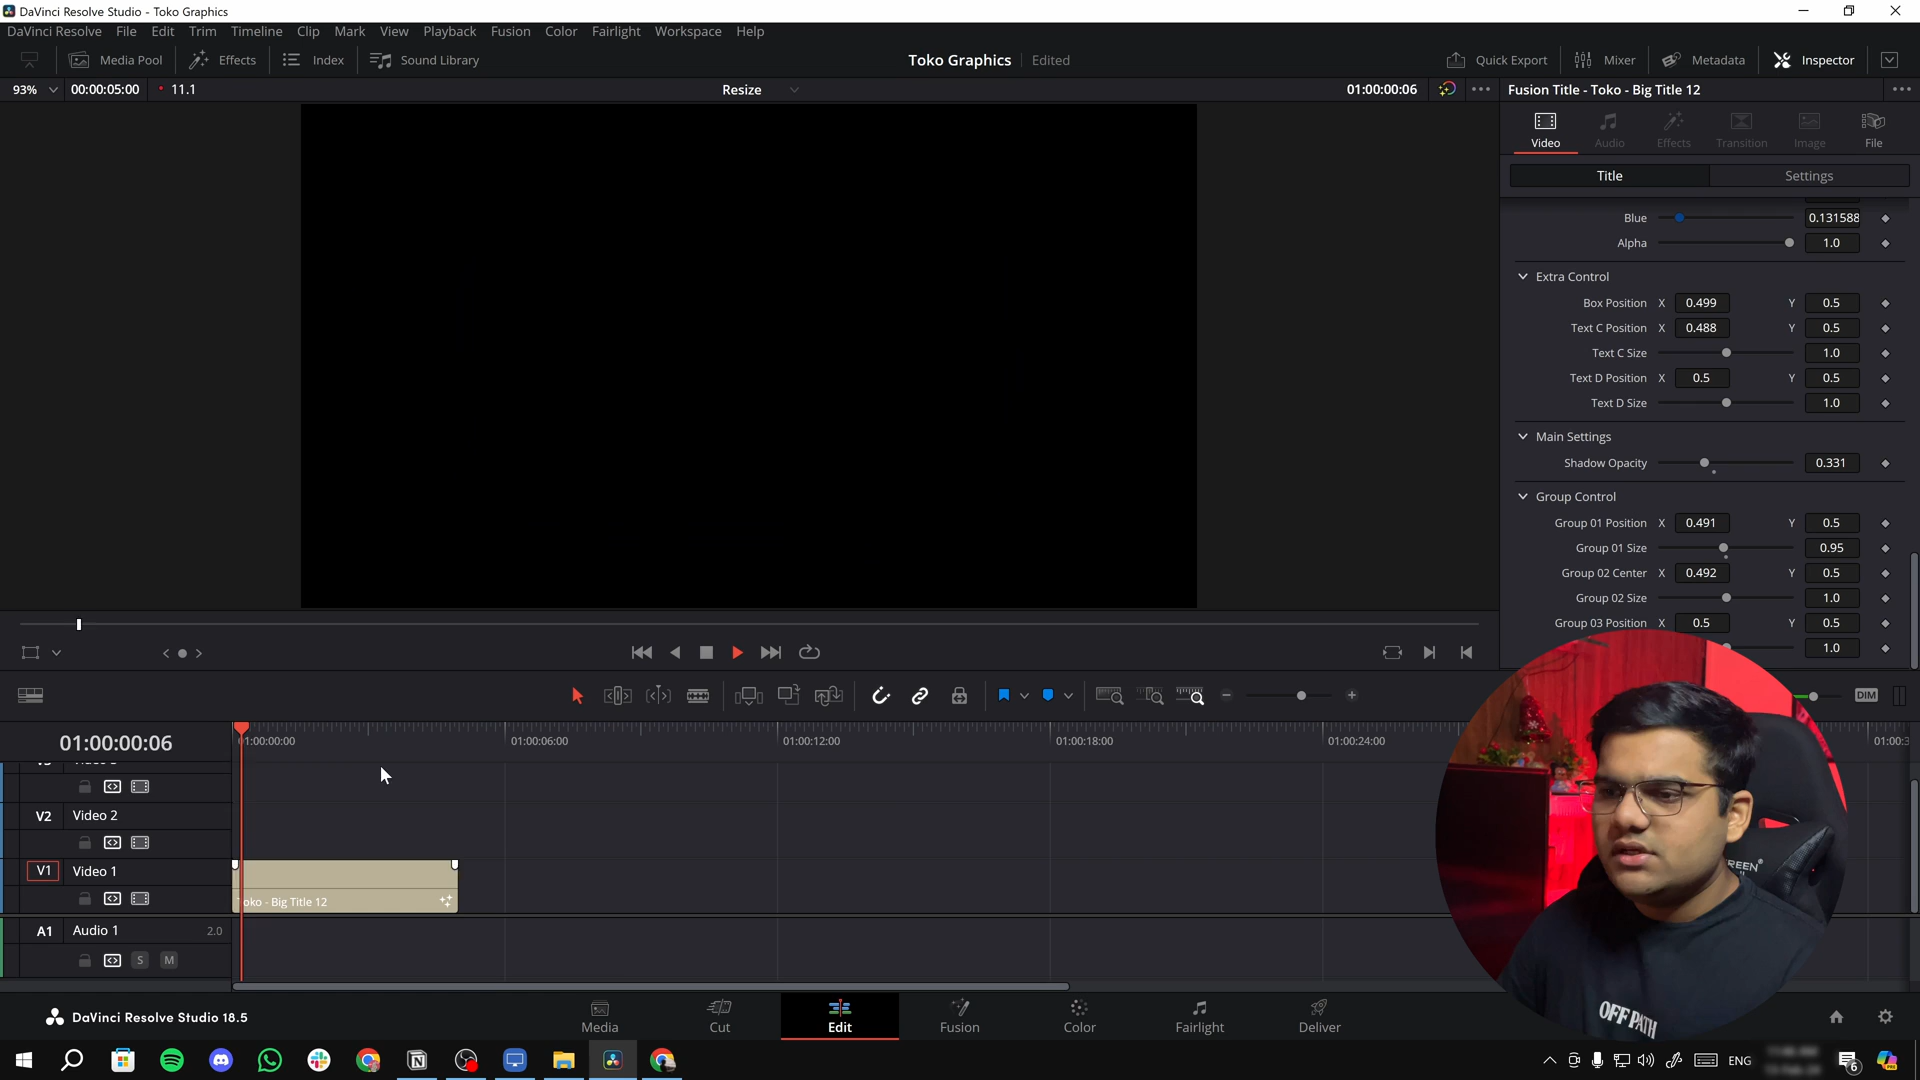 DaVinci Resolve Studio - Toko Graphics
DaVinci Resolve File Edit Trim Timeline Clip Mark View Playback Fusion Color Fairlight Workspace Help
Media Pool Effects Index Sound Library Toko Graphics Edited Quick Export Mixer Metadata Inspector
93% 00:00:05:00 11.1 Resize 01:00:00:06 Fusion Title - Toko - Big Title 12
Video Audio Effects Transition Image File
Title Settings
Blue 0.131588
Alpha 1.0
Extra Control
Box Position X 0.499 Y 0.5
Text C Position X 0.488 Y 0.5
Text C Size 1.0
Text D Position X 0.5 Y 0.5
Text D Size 1.0
Main Settings
Shadow Opacity 0.331
Group Control
Group 01 Position X 0.491 Y 0.5
Group 01 Size 0.95
Group 02 Center X 0.492 Y 0.5
Group 02 Size 1.0
Group 03 Position X 0.5 Y 0.5
1.0
DIM
01:00:00:06 01:00:00:00 01:00:06:00 01:00:12:00 01:00:18:00 01:00:24:00 01:00:3
V2 Video 2
V1 Video 1
Toko - Big Title 12
A1 Audio 1 2.0
S M
OFF PATH
DaVinci Resolve Studio 18.5 Media Cut Edit Fusion Color Fairlight Deliver
ENG 6